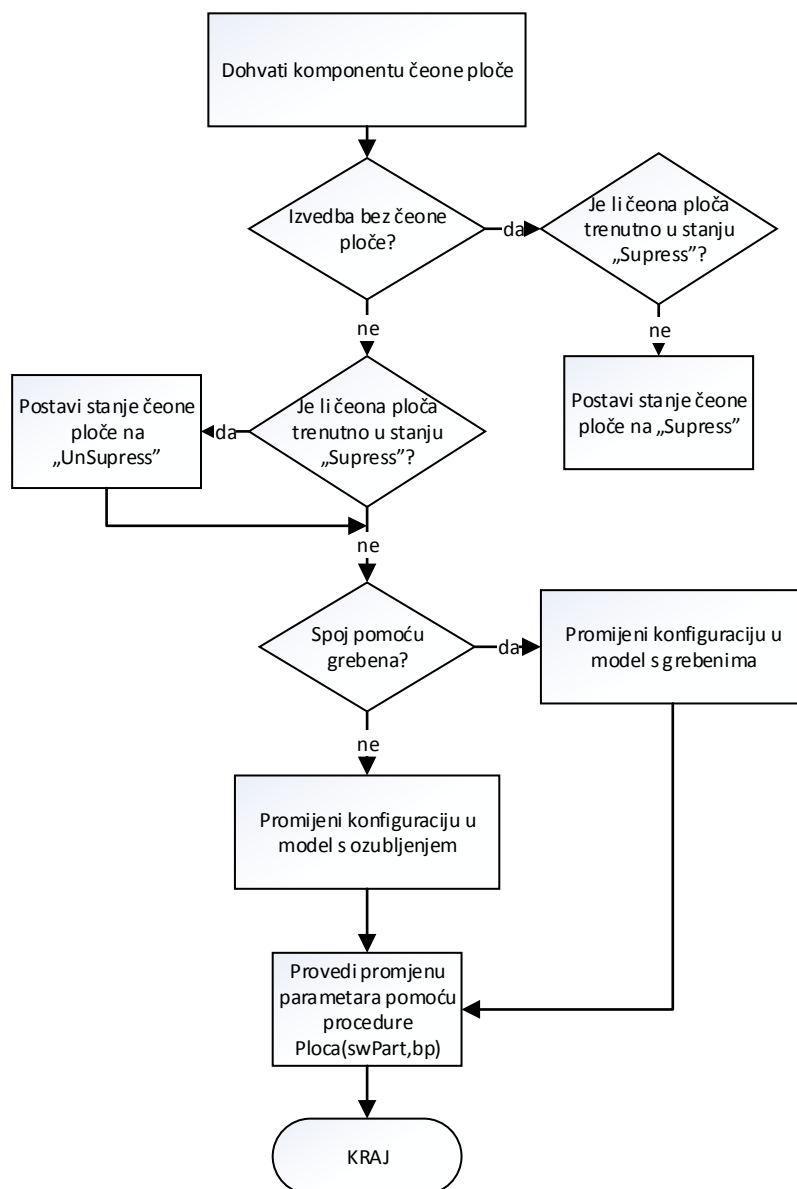 Dohvati komponentu čeone ploče
Izvedba bez čeone
ploče?
da
Je li čeona ploča
trenutno u stanju
„Supress”?
ne
ne
Postavi stanje čeone
ploče na
„UnSupress”
da
Je li čeona ploča
trenutno u stanju
„Supress”?
Postavi stanje čeone
ploče na „Supress”
ne
Spoj pomoću
grebena?
da
Promijeni konfiguraciju u
model s grebenima
ne
Promijeni konfiguraciju u
model s ozubljenjem
Provedi promjenu
parametara pomoću
procedure
Ploca(swPart,bp)
KRAJ